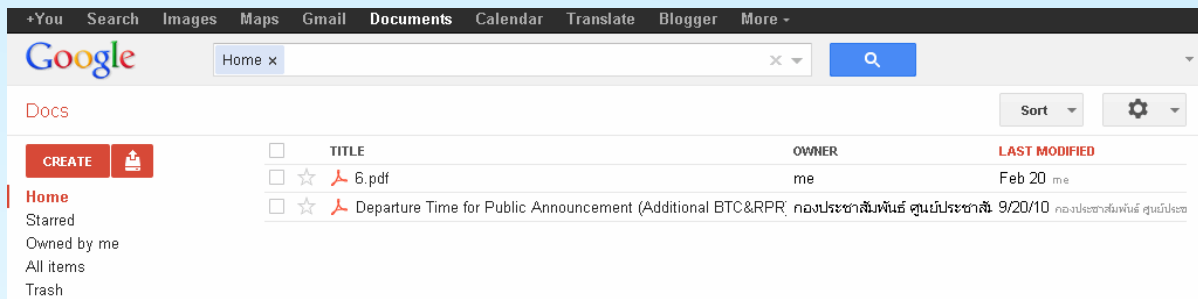 +You Search Images Maps Gmail Documents Calendar Translate Blogger More
Google Home x
Docs Sort
CREATE TITLE OWNER LAST MODIFIED
6.pdf me Feb 20 me
Home
Departure Time for Public Announcement (Additional BTC&RPR) กองประชาสัมพันธ์ ศูนย์ประชาสั 9/20/10 กองประชาสัมพันธ์ ศูนย์ประช
Starred
Owned by me
All items
Trash